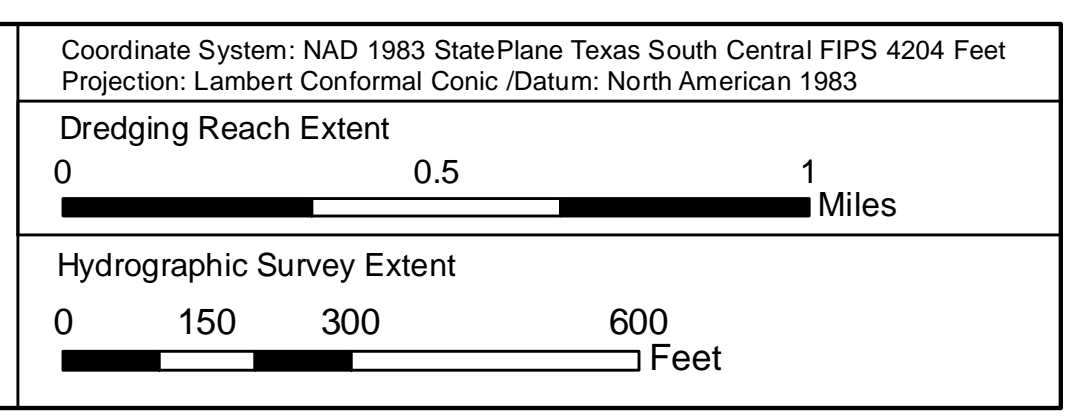 Coordinate System: NAD 1983 StatePlane Texas South Central FIPS 4204 Feet
Projection: Lambert Conformal Conic /Datum: North American 1983
Dredging Reach Extent
0 0.5 1
Miles
Hydrographic Survey Extent
0 150 300 600
Feet